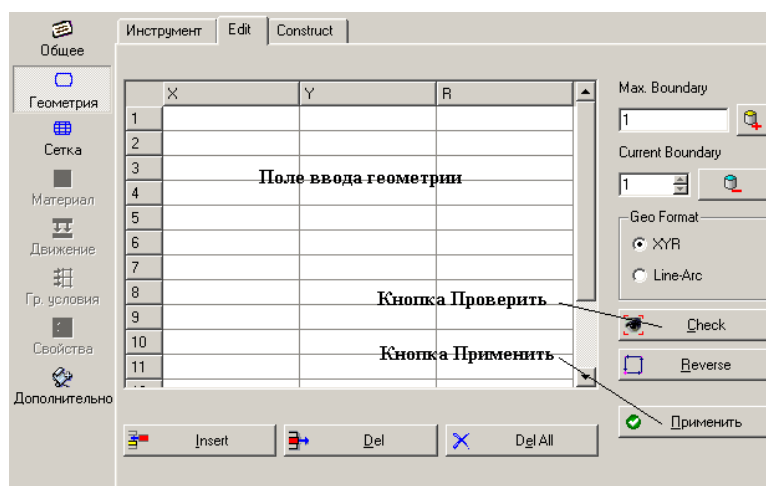 Общее
Геометрия
Сетка
Материал
Движение
Гр. условия
Свойства
Дополнительно
Инструмент Edit Construct
X Y R
1
2
3
4
5
6
7
8
9
10
11
Поле ввода геометрии
Кнопка Проверить
Кнопка Применить
Insert Del Del All
Max. Boundary
1
Current Boundary
1
Geo Format
XYR
Line-Arc
Check
Reverse
Применить